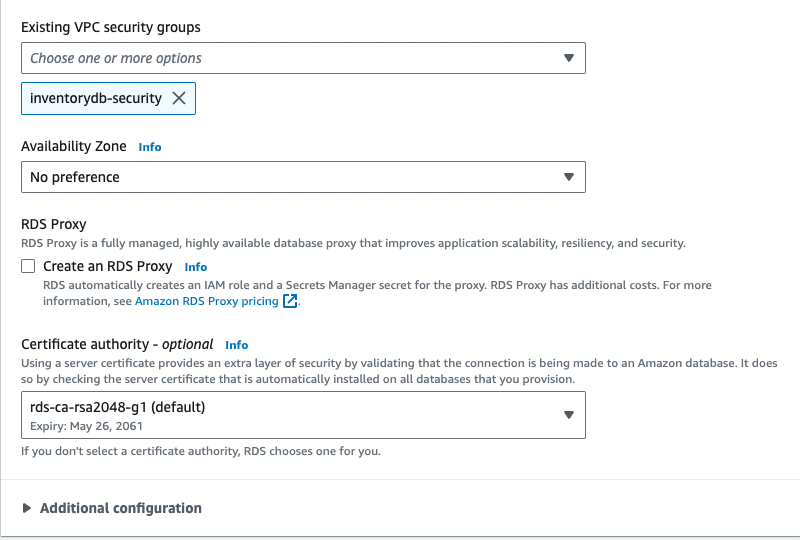 Existing VPC security groups
Choose one or more options
inventorydb-security
Availability Zone Info
No preference
RDS Proxy
RDS Proxy is a fully managed, highly available database proxy that improves application scalability, resiliency, and security.
Create an RDS Proxy Info
RDS automatically creates an IAM role and a Secrets Manager secret for the proxy. RDS Proxy has additional costs. For more
information, see Amazon RDS Proxy pricing.
Certificate authority - optional Info
Using a server certificate provides an extra layer of security by validating that the connection is being made to an Amazon database. It does
so by checking the server certificate that is automatically installed on all databases that you provision.
rds-ca-rsa2048-g1 (default)
Expiry: May 26, 2061
If you don't select a certificate authority, RDS chooses one for you.
Additional configuration